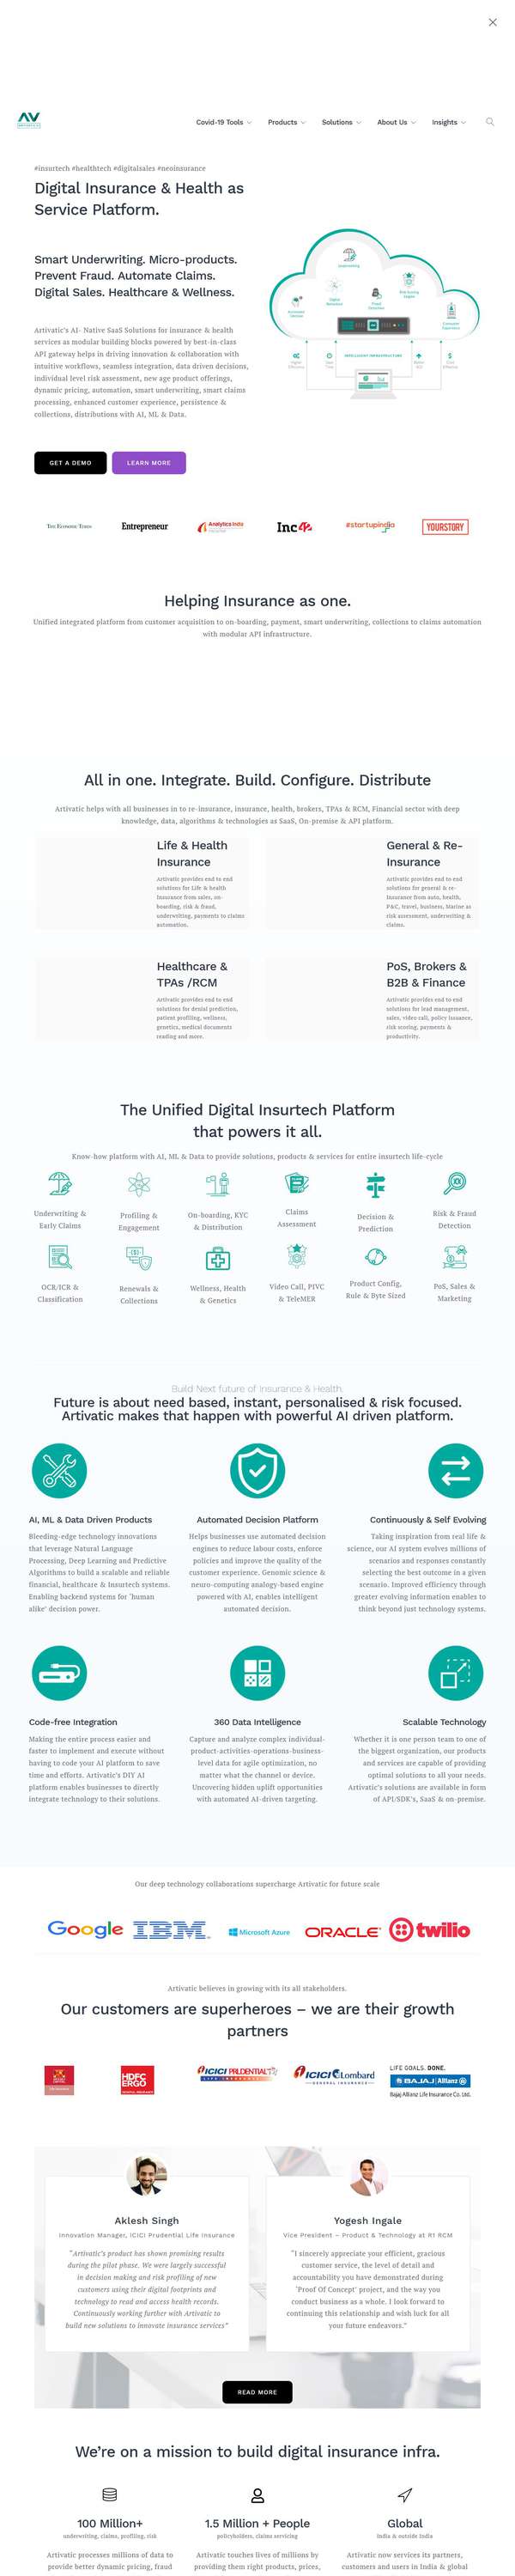 Covid-19 Tools
Products
Solutions
About Us
Insights
#insurtech #healthtech #digitalsales #neoinsurance
Digital Insurance & Health as
Service Platform.
Smart Underwriting. Micro-products.
Prevent Fraud. Automate Claims.
Digital Sales. Healthcare & Wellness.
Artivatic's AI- Native SaaS Solutions for insurance & health
services as modular building blocks powered by best-in-class
API gateway helps in driving innovation & collaboration with
intuitive workflows, seamless integration, data driven decisions,
individual level risk assessment, new age product offerings,
dynamic pricing, automation, smart underwriting, smart claims
processing, enhanced customer experience, persistence &
collections, distributions with AI, ML & Data.
INTELLIGENT INFRASTRUCTURE
GET A DEMO
LEARN MORE
The Economic Times
Entrepreneur
Analytics India
Inc42
#startupindia
YOURSTORY
Helping Insurance as one.
Unified integrated platform from customer acquisition to on-boarding, payment, smart underwriting, collections to claims automation
with modular API infrastructure.
All in one. Integrate. Build. Configure. Distribute
Artivatic helps with all businesses in to re-insurance, insurance, health, brokers, TPAs & RCM, Financial sector with deep
knowledge, data, algorithms & technologies as SaaS, On-premise & API platform.
Life & Health
Insurance
Artivatic provides end to end
solutions for Life & health
Insurance from sales, on-
boarding, risk & fraud,
underwriting, payments to claims
automation.
General & Re-
Insurance
Artivatic provides end to end
solutions for general & re-
Insurance from auto, health,
P&C, travel, business, Marine as
risk assessment, underwriting &
claims.
Healthcare &
TPAs /RCM
Artivatic provides end to end
solutions for denial prediction,
patient profiling, wellness,
genetics, medical documents
reading and more.
PoS, Brokers &
B2B & Finance
Artivatic provides end to end
solutions for lead management,
sales, video call, policy issuance,
risk scoring, payments &
productivity.
The Unified Digital Insurtech Platform
that powers it all.
Know-how platform with AI, ML & Data to provide solutions, products & services for entire insurtech life-cycle
Underwriting &
Early Claims
Profiling &
Engagement
On-boarding, KYC
& Distribution
Claims
Assessment
Decision &
Prediction
Risk & Fraud
Detection
OCR/ICR &
Classification
Renewals &
Collections
Wellness, Health
& Genetics
Video Call, PIVC
& TeleMER
Product Config,
Rule & Byte Sized
PoS, Sales &
Marketing
Build Next future of Insurance & Health
Future is about need based, instant, personalised & risk focused.
Artivatic makes that happen with powerful AI driven platform.
AI, ML & Data Driven Products
Bleeding-edge technology innovations
that leverage Natural Language
Processing, Deep Learning and Predictive
Algorithms to build a scalable and reliable
financial, healthcare & Insurtech systems.
Enabling backend systems for 'human
alike' decision power.
Automated Decision Platform
Helps businesses use automated decision
engines to reduce labour costs, enforce
policies and improve the quality of the
customer experience. Genomic science &
neuro-computing analogy-based engine
powered with AI, enables intelligent
automated decision.
Continuously & Self Evolving
Taking inspiration from real life &
science, our AI system evolves millions of
scenarios and responses constantly
selecting the best outcome in a given
scenario. Improved efficiency through
greater evolving information enables to
think beyond just technology systems.
Code-free Integration
Making the entire process easier and
faster to implement and execute without
having to code your AI platform to save
time and efforts. Artivatic's DIY AI
platform enables businesses to directly
integrate technology to their solutions.
360 Data Intelligence
Capture and analyze complex individual-
product-activities-operations-business-
level data for agile optimization, no
matter what the channel or device.
Uncovering hidden uplift opportunities
with automated AI-driven targeting.
Scalable Technology
Whether it is one person team to one of
the biggest organization, our products
and services are capable of providing
optimal solutions to all your needs.
Artivatic's solutions are available in form
of API/SDK's, SaaS & on-premise.
Our deep technology collaborations supercharge Artivatic for future scale
Google
IBM
Microsoft Azure
ORACLE
twilio
Artivatic believes in growing with its all stakeholders.
Our customers are superheroes – we are their growth
partners
HDFC
ERGO
ICICI PRUDENTIAL
LIFE INSURANCE
ICICI Lombard
GENERAL INSURANCE
LIFE GOALS. DONE.
BAJAJ Allianz
Bajaj Allianz Life Insurance Co. Ltd.
Aklesh Singh
Innovation Manager, ICICI Prudential Life Insurance
"Artivatic's product has shown promising results
during the pilot phase. We were largely successful
in decision making and risk profiling of new
customers using their digital footprints and
technology to read and access health records.
Continuously working further with Artivatic to
build new solutions to innovate insurance services"
Yogesh Ingale
Vice President – Product & Technology at R1 RCM
"I sincerely appreciate your efficient, gracious
customer service, the level of detail and
accountability you have demonstrated during
'Proof Of Concept' project, and the way you
conduct business as a whole. I look forward to
continuing this relationship and wish luck for all
your future endeavors."
READ MORE
We're on a mission to build digital insurance infra.
100 Million+
underwriting, claims, profiling, risk
Artivatic processes millions of data to
provide better dynamic pricing, fraud
1.5 Million + People
policyholders, claims servicing
Artivatic touches lives of millions by
providing them right products, prices,
Global
India & outside India
Artivatic now services its partners,
customers and users in India & global